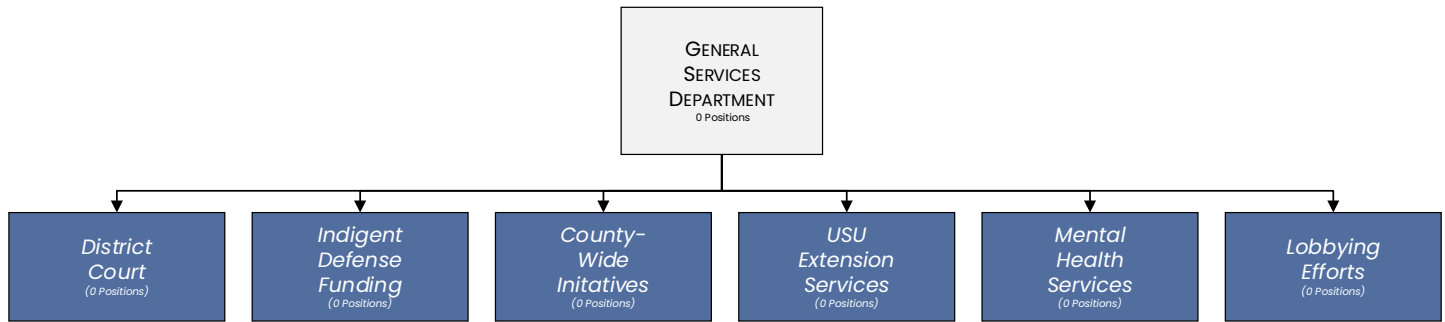 GENERAL
SERVICES
DEPARTMENT
0 Positions
District
Court
(0 Positions)
Indigent
Defense
Funding
(0 Positions)
County-
Wide
Initatives
(0 Positions)
USU
Extension
Services
(0 Positions)
Mental
Health
Services
(0 Positions)
Lobbying
Efforts
(0 Positions)